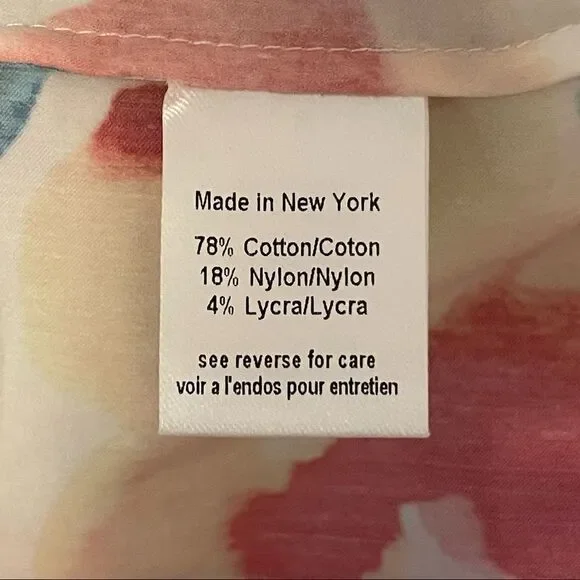 Made in New York
78% Cotton/Coton
18% Nylon/Nylon
4% Lycra/Lycra
see reverse for care
voir a l'endos pour entretien